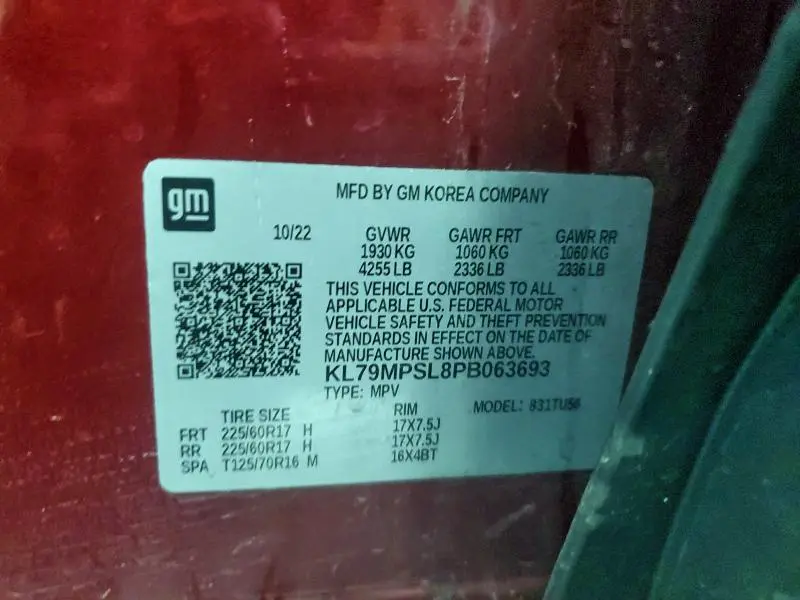 gm
MFD BY GM KOREA COMPANY
10/22 GVWR GAWR FRT GAWR RR
1930 KG 1060 KG 1060 KG
4255 LB 2336 LB 2336 LB
THIS VEHICLE CONFORMS TO ALL
APPLICABLE U.S. FEDERAL MOTOR
VEHICLE SAFETY AND THEFT PREVENTION
STANDARDS IN EFFECT ON THE DATE OF
MANUFACTURE SHOWN ABOVE.
KL79MPSL8PB063693
TYPE: MPV
TIRE SIZE RIM MODEL: 831TU56
FRT 225/60R17 H 17X7.5J
RR 225/60R17 H 17X7.5J
SPA T125/70R16 M 16X4BT